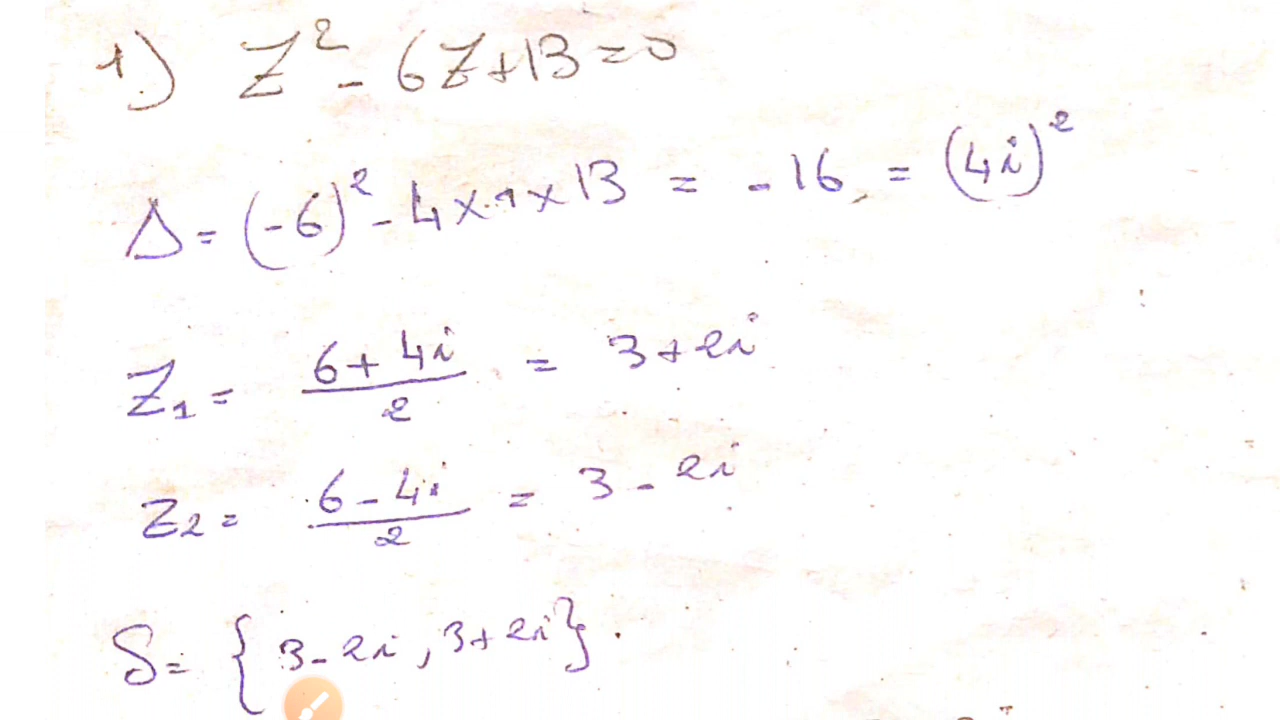 1.) Z² - 6Z + 13 = 0
Δ = (-6)² - 4 × 1 × 13 = -16 = (4i)²
Z₁ = (6 + 4i)/2 = 3 + 2i
Z₂ = (6 - 4i)/2 = 3 - 2i
S = {3 - 2i, 3 + 2i}.